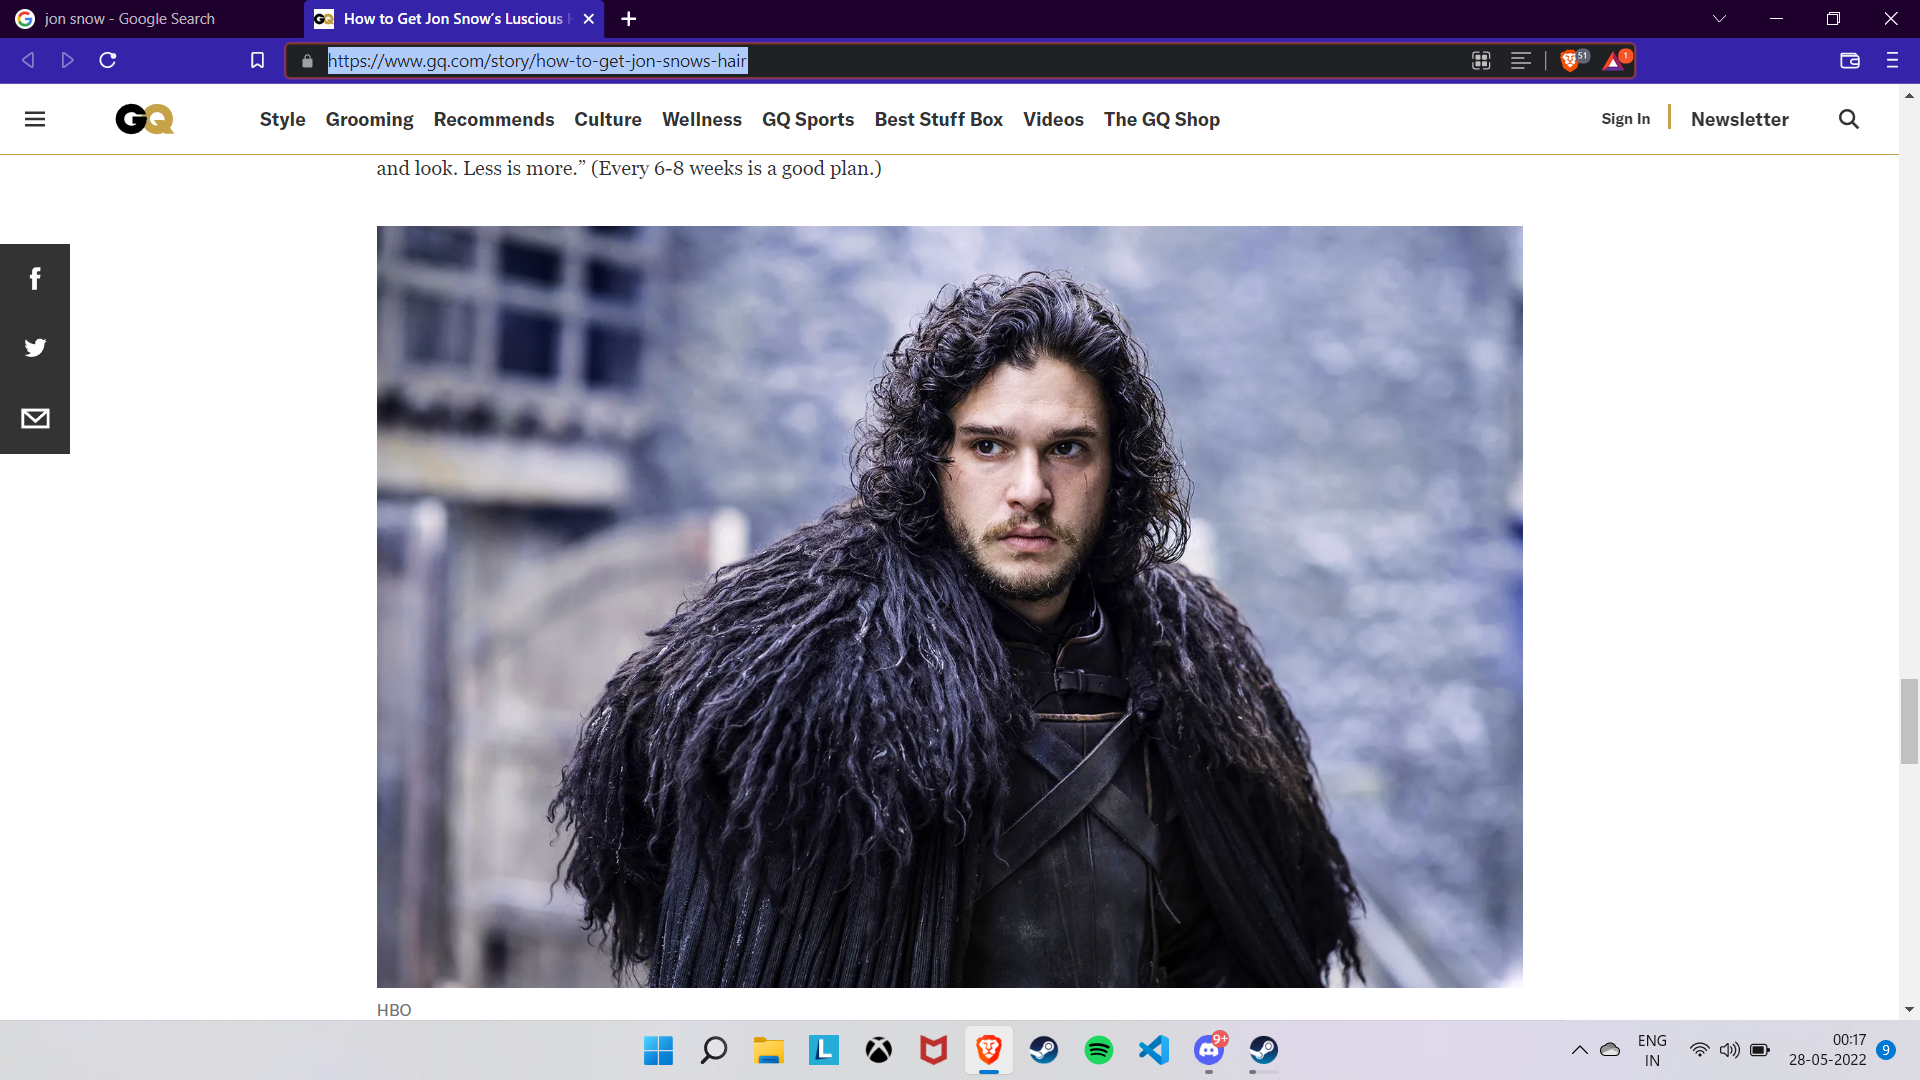 jon snow - Google Search
GQ How to Get Jon Snow's Luscious
https://www.gq.com/story/how-to-get-jon-snows-hair
51
1
GQ
Style Grooming Recommends Culture Wellness GQ Sports Best Stuff Box Videos The GQ Shop
Sign In Newsletter
and look. Less is more.” (Every 6-8 weeks is a good plan.)
HBO
L
9+
ENG
IN
00:17
28-05-2022
9